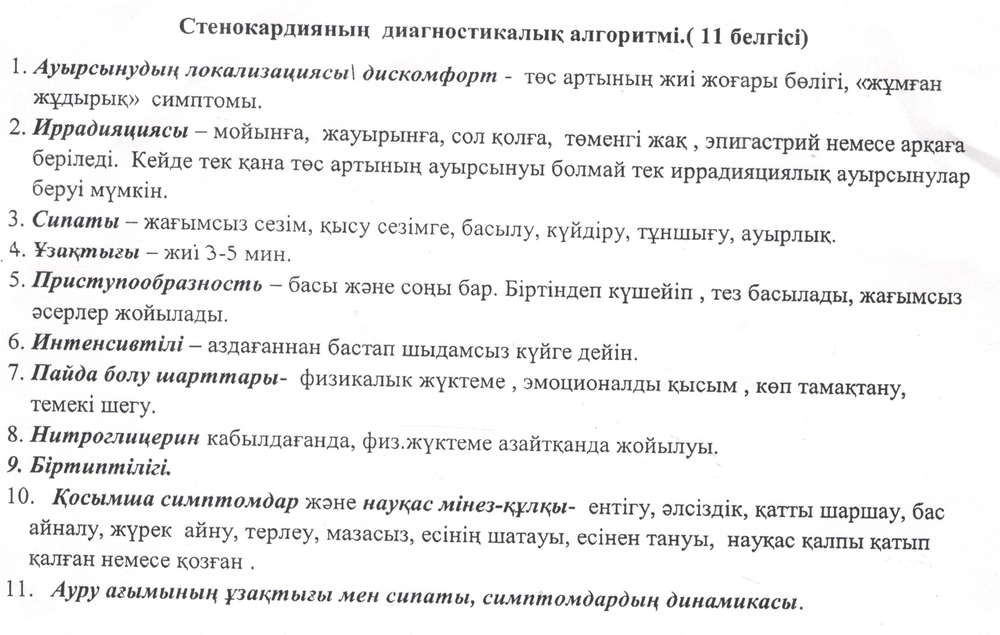 Стенокардияның диагностикалық алгоритмі.( 11 белгісі)
1. Ауырсынудың локализациясы\ дискомфорт - төс артының жиі жоғары бөлігі, «жұмған
жұдырық» симптомы.
2. Иррадияциясы – мойынға, жауырынға, сол қолға, төменгі жақ , эпигастрий немесе арқаға
беріледі. Кейде тек қана төс артының ауырсынуы болмай тек иррадияциялық ауырсынулар
беруі мүмкін.
3. Сипаты – жағымсыз сезім, қысу сезімге, басылу, күйдіру, тұншығу, ауырлық.
4. Ұзақтығы – жиі 3-5 мин.
5. Приступообразность – басы және соңы бар. Біртіндеп күшейіп , тез басылады, жағымсыз
әсерлер жойылады.
6. Интенсивтілі – аздағаннан бастап шыдамсыз күйге дейін.
7. Пайда болу шарттары- физикалык жүктеме , эмоционалды қысым , көп тамақтану,
темекі шегу.
8. Нитроглицерин кабылдағанда, физ.жүктеме азайтқанда жойылуы.
9. Біртиптілігі.
10. Қосымша симптомдар және науқас мінез-құлқы- ентігу, әлсіздік, қатты шаршау, бас
айналу, жүрек айну, терлеу, мазасыз, есінің шатауы, есінен тануы, науқас қалпы қатып
қалған немесе қозған .
11. Ауру ағымының ұзақтығы мен сипаты, симптомдардың динамикасы.